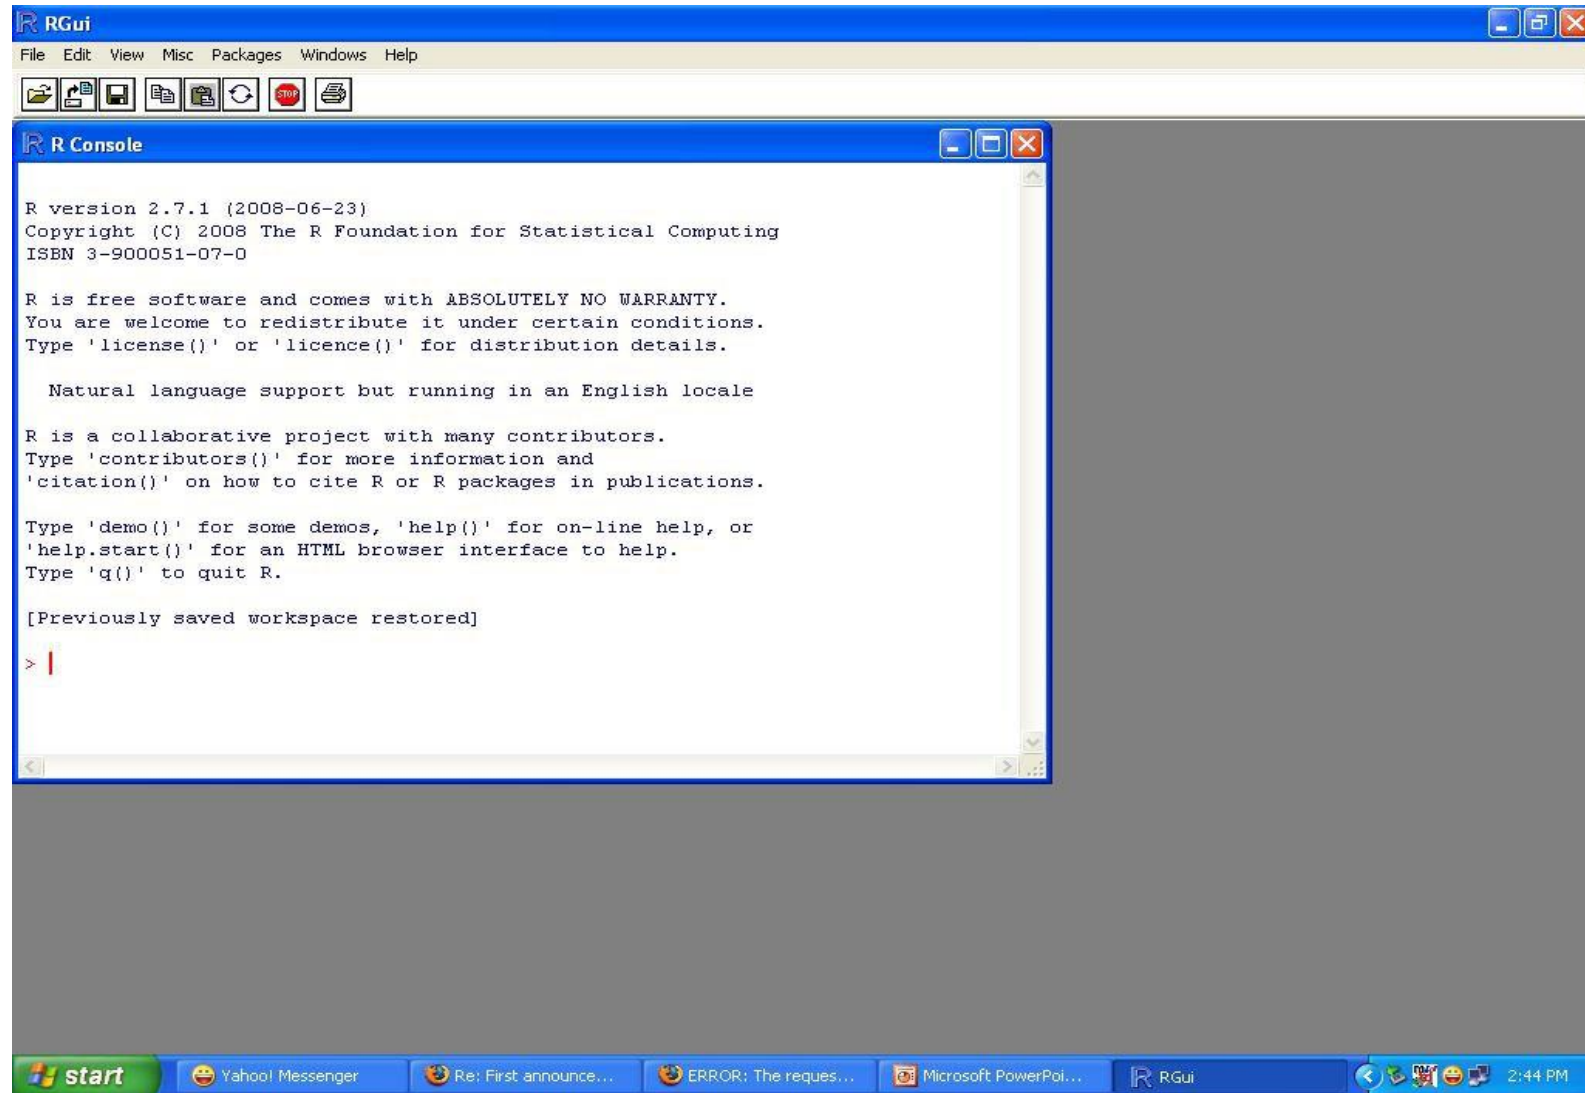 RGui
File Edit View Misc Packages Windows Help
STOP
R Console
R version 2.7.1 (2008-06-23)
Copyright (C) 2008 The R Foundation for Statistical Computing
ISBN 3-900051-07-0
R is free software and comes with ABSOLUTELY NO WARRANTY.
You are welcome to redistribute it under certain conditions.
Type 'license()' or 'licence()' for distribution details.
Natural language support but running in an English locale
R is a collaborative project with many contributors.
Type 'contributors()' for more information and
'citation()' on how to cite R or R packages in publications.
Type 'demo()' for some demos, 'help()' for on-line help, or
'help.start()' for an HTML browser interface to help.
Type 'q()' to quit R.
[Previously saved workspace restored]
>
start Yahoo! Messenger Re: First announce... ERROR: The reques... Microsoft PowerPoi... RGui 2:44 PM